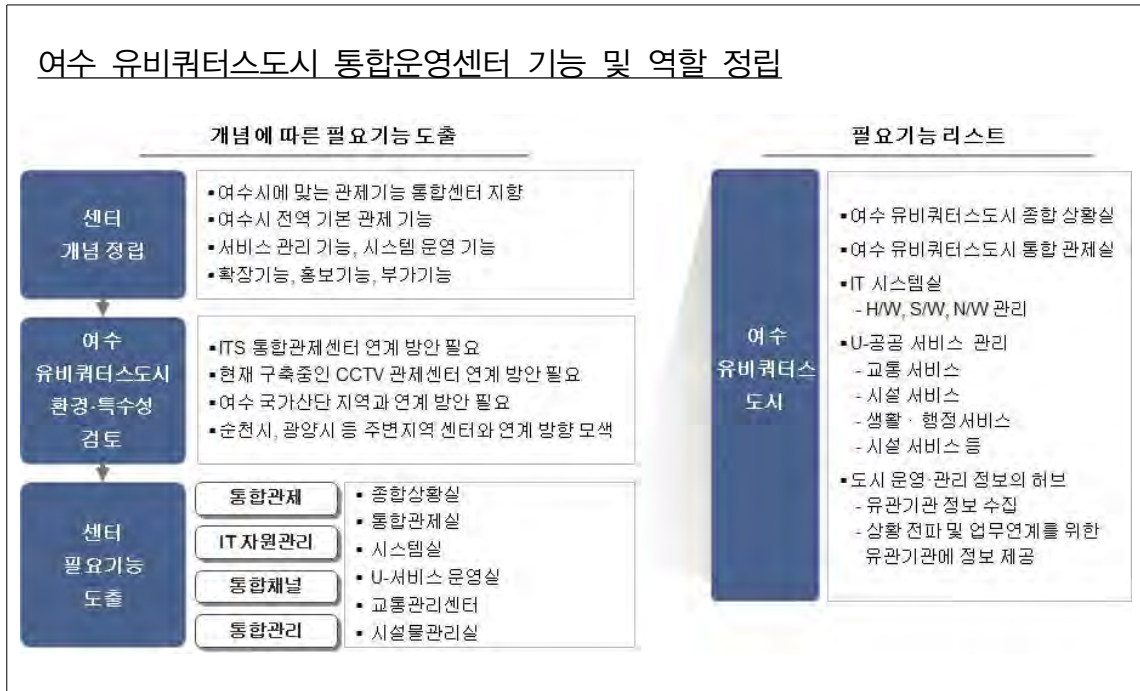 여수 유비쿼터스도시 통합운영센터 기능 및 역할 정립
개념에 따른 필요기능 도출
센터
개념 정립
▪여수시에 맞는 관제기능 통합센터 지향
▪여수시 전역 기본 관제 기능
▪서비스 관리 기능, 시스템 운영 기능
▪확장기능, 홍보기능, 부가기능
여수
유비쿼터스도시
환경·특수성
검토
▪ITS 통합관제센터 연계 방안 필요
▪현재 구축중인 CCTV 관제센터 연계 방안 필요
▪여수 국가산단 지역과 연계 방안 필요
▪순천시, 광양시 등 주변지역 센터와 연계 방향 모색
센터
필요기능
도출
통합관제
IT자원관리
통합채널
통합관리
▪ 종합상황실
▪ 통합관제실
▪ 시스템실
▪ U-서비스 운영실
▪ 교통관리센터
▪ 시설물관리실
필요기능 리스트
여수
유비쿼터스
도시
▪여수 유비쿼터스도시 종합 상황실
▪여수 유비쿼터스도시 통합 관제실
▪IT 시스템실
- H/W, S/W, N/W 관리
▪U-공공 서비스 관리
- 교통 서비스
- 시설 서비스
- 생활 · 행정서비스
- 시설 서비스 등
▪도시 운영·관리 정보의 허브
- 유관기관 정보 수집
- 상황 전파 및 업무연계를 위한
유관기관에 정보 제공